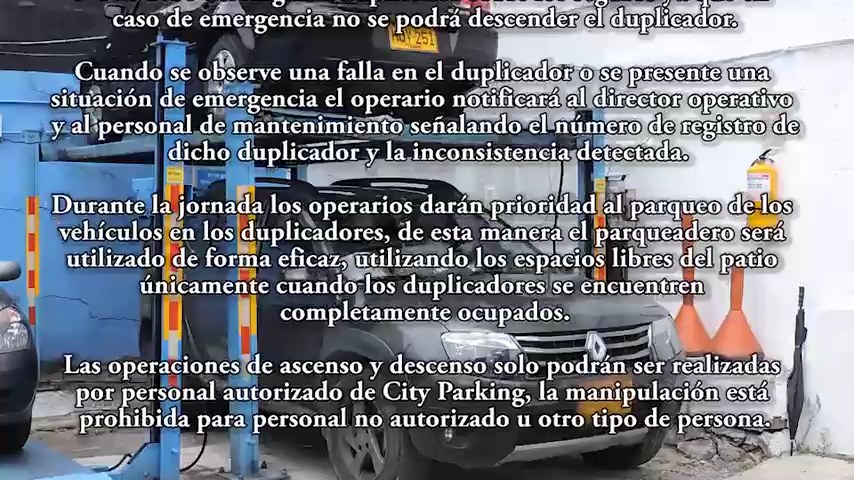 caso de emergencia no se podrá descender el duplicador.
Cuando se observe una falla en el duplicador o se presente una
situación de emergencia el operario notificará al director operativo
y al personal de mantenimiento señalando el número de registro de
dicho duplicador y la inconsistencia detectada.
Durante la jornada los operarios darán prioridad al parqueo de los
vehículos en los duplicadores, de esta manera el parqueadero será
utilizado de forma eficaz, utilizando los espacios libres del patio
únicamente cuando los duplicadores se encuentren
completamente ocupados.
Las operaciones de ascenso y descenso solo podrán ser realizadas
por personal autorizado de City Parking, la manipulación está
prohibida para personal no autorizado u otro tipo de persona.